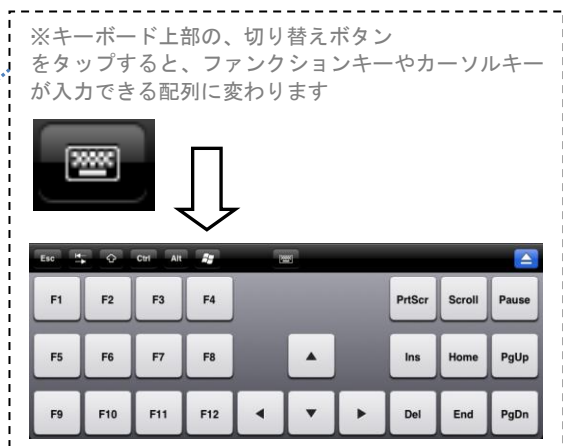 ※キーボード上部の、切り替えボタン
をタップすると、ファンクションキーやカーソルキー
が入力できる配列に変わります
Esc Ctrl Alt
F1 F2 F3 F4 PrtScr Scroll Pause
F5 F6 F7 F8 Ins Home PgUp
F9 F10 F11 F12 Del End PgDn